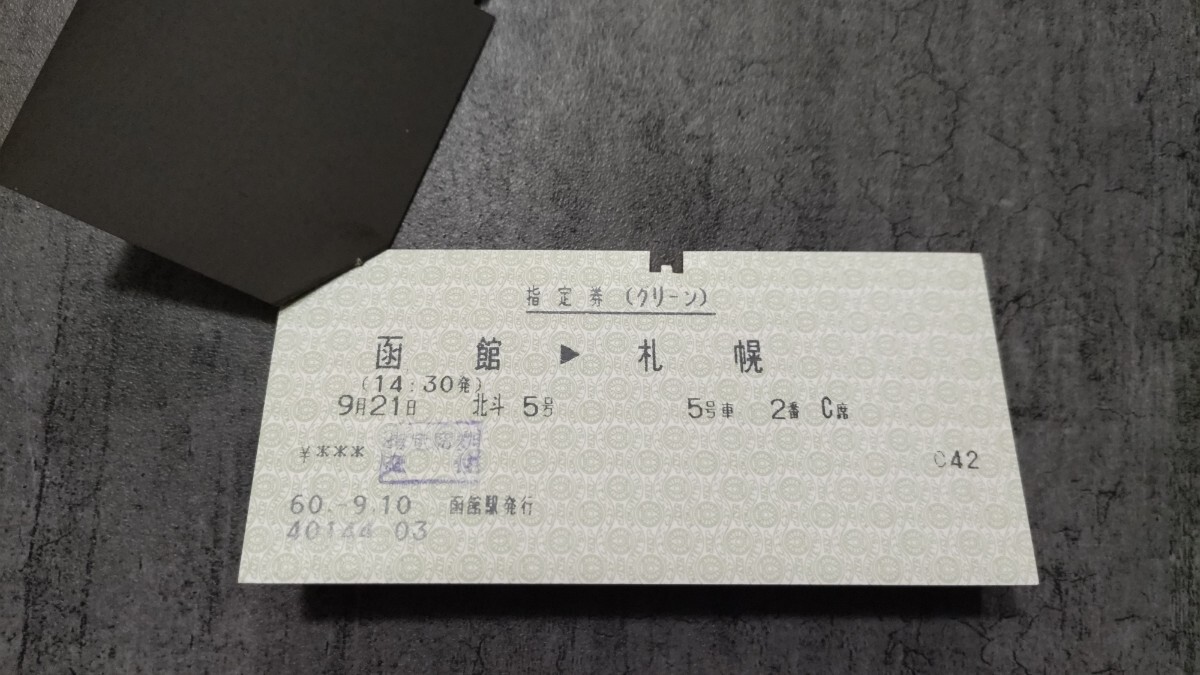 指定券(クリーン)
函館▶札幌
(14:30発)
9月21日 北斗 5号 5号車 2番 C席
¥*** C42
60.-9.10 函館駅発行
40144 03